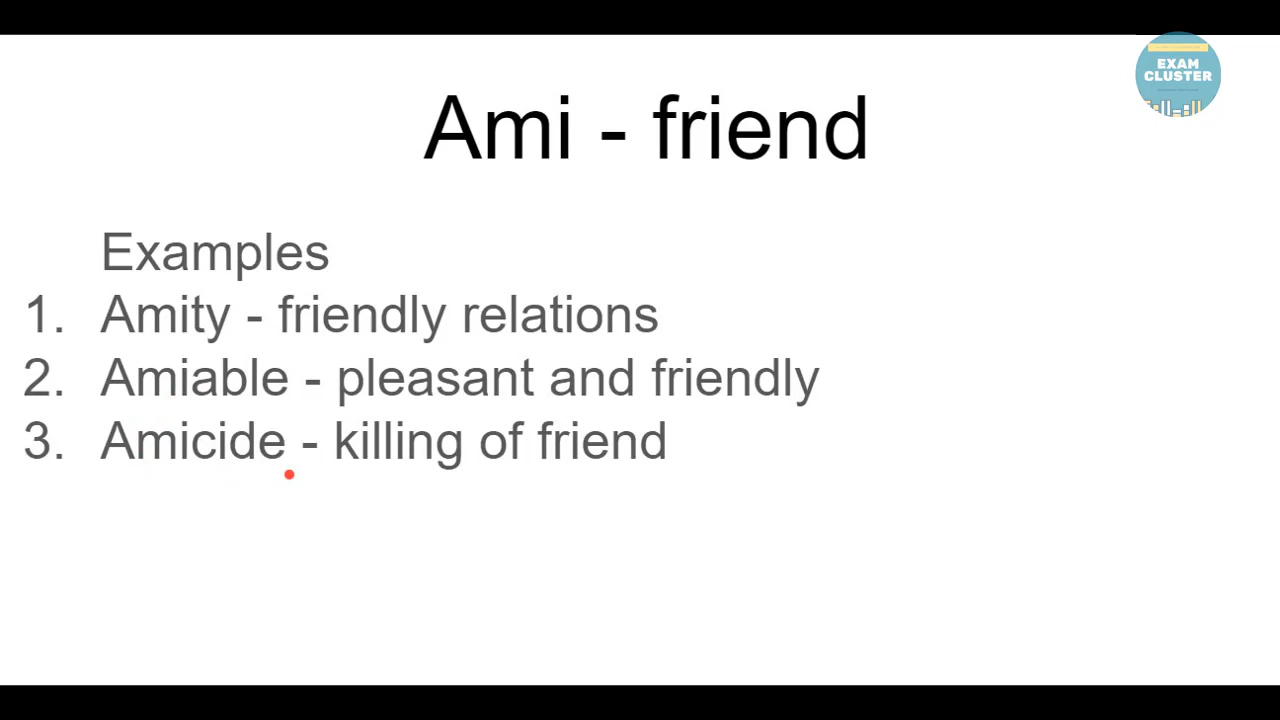 EXAM
CLUSTER
Ami - friend
Examples
1. Amity - friendly relations
2. Amiable - pleasant and friendly
3. Amicide - killing of friend